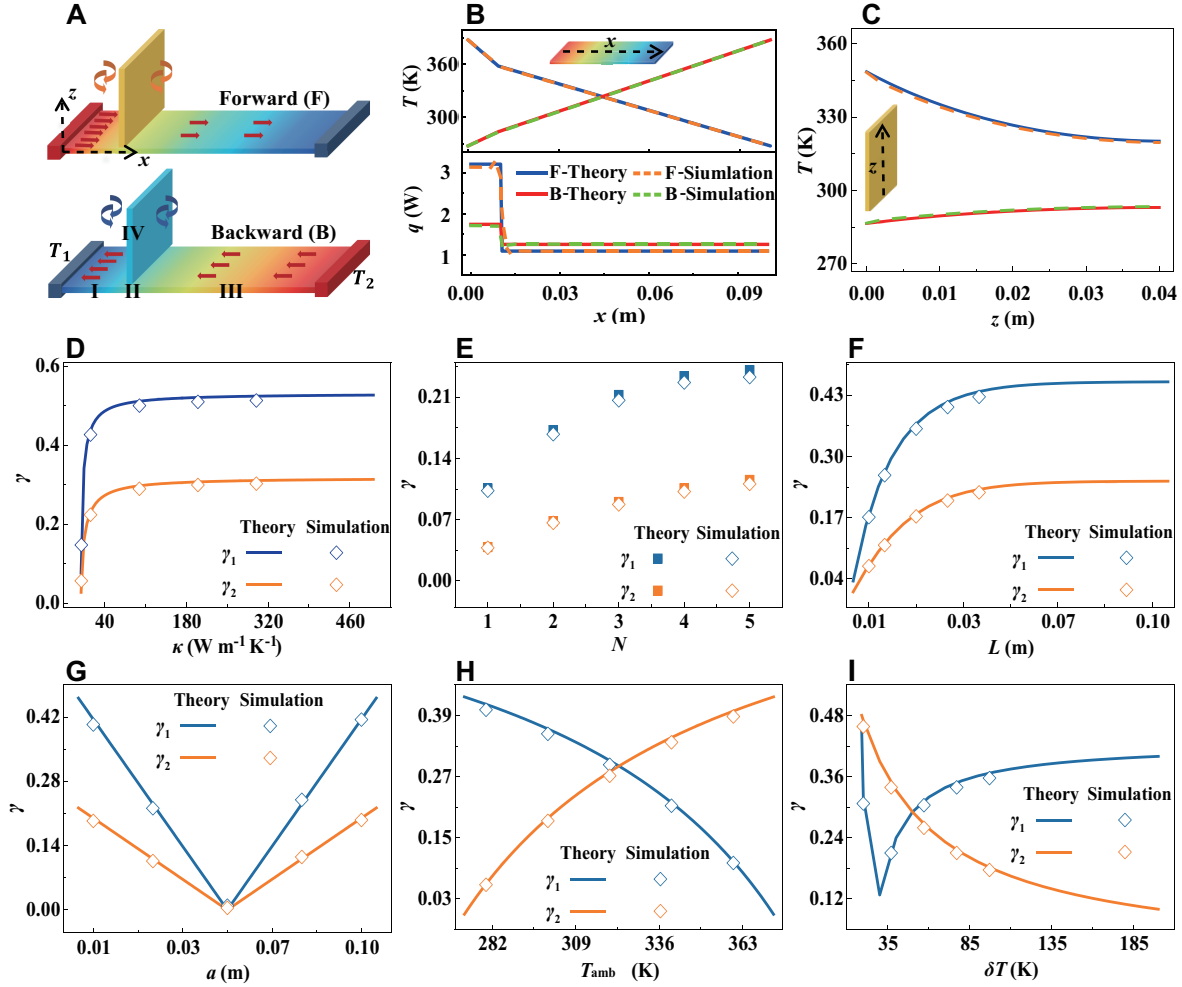 A
z
Forward (F)
x
IV
Backward (B)
T1
T2
I II III
B
x
T (K)
360
300
q (W)
3
2
1
F-Theory F-Siumlation
B-Theory B-Simulation
0.00 0.03 0.06 0.09
x (m)
C
T (K)
360
330
300
270
z
0.00 0.01 0.02 0.03 0.04
z (m)
D
γ
0.6
0.4
0.2
0.0
Theory Simulation
γ1
γ2
40 180 320 460
κ (W m-1 K-1)
E
γ
0.21
0.14
0.07
0.00
Theory Simulation
γ1
γ2
1 2 3 4 5
N
F
γ
0.43
0.30
0.17
0.04
Theory Simulation
γ1
γ2
0.01 0.03 0.07 0.10
L (m)
G
γ
0.42
0.28
0.14
0.00
Theory Simulation
γ1
γ2
0.01 0.03 0.07 0.10
a (m)
H
γ
0.39
0.27
0.15
0.03
Theory Simulation
γ1
γ2
282 309 336 363
Tamb (K)
I
γ
0.48
0.36
0.24
0.12
Theory Simulation
γ1
γ2
35 85 135 185
δT (K)